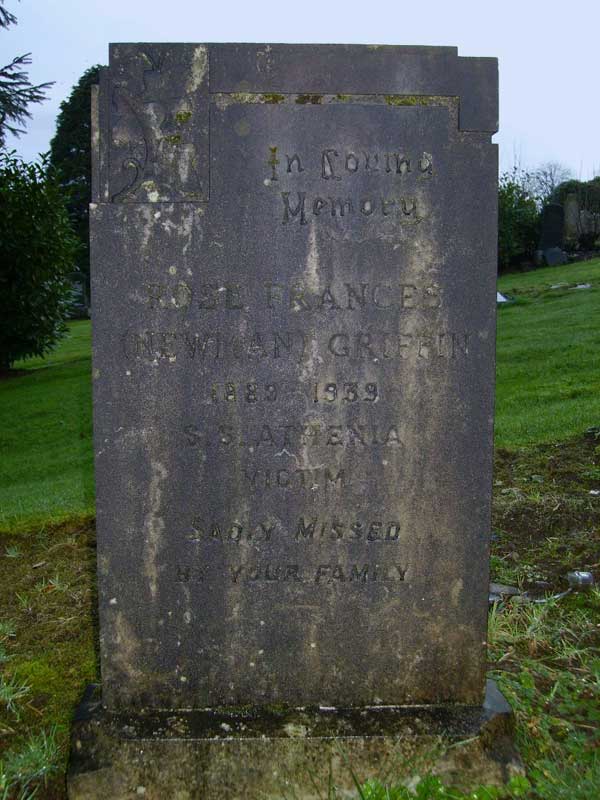 In Loving
Memory
ROSE FRANCES
(NEWMAN) GRIFFIN
1889 - 1939
S.S. ATHENIA
VICTIM
SADLY MISSED
BY YOUR FAMILY